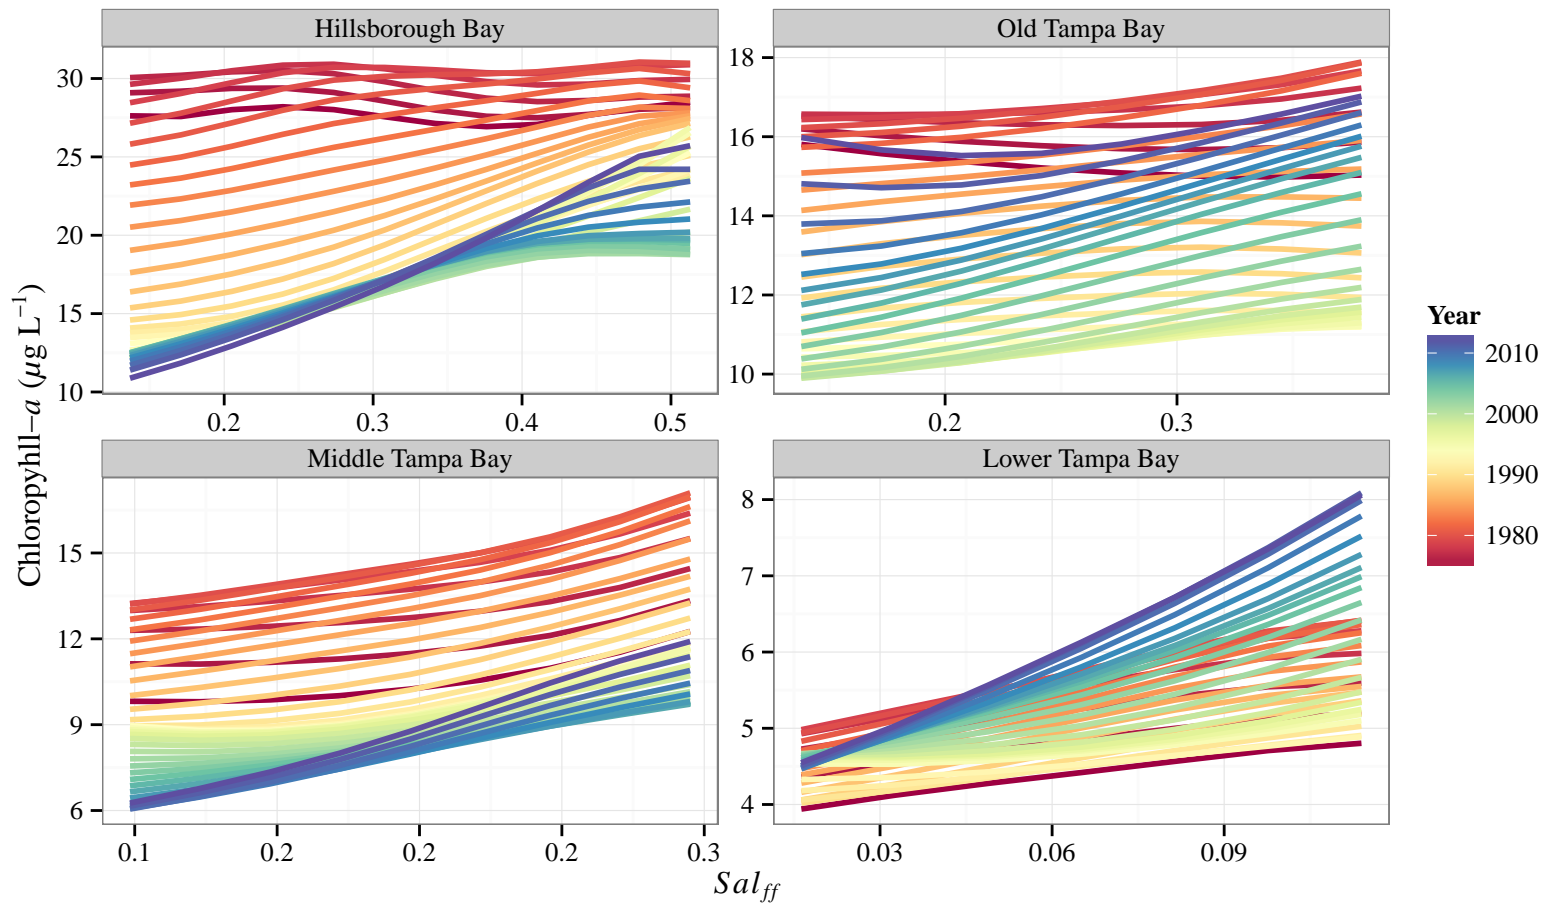 Hillsborough Bay
Old Tampa Bay
30
25
20
15
10
0.2 0.3 0.4 0.5
18
16
14
12
10
0.2 0.3
Middle Tampa Bay
Lower Tampa Bay
15
12
9
6
0.1 0.2 0.2 0.2 0.3
8
7
6
5
4
0.03 0.06 0.09
Chloropyhll−a (μg L−1)
Salff
Year
2010
2000
1990
1980